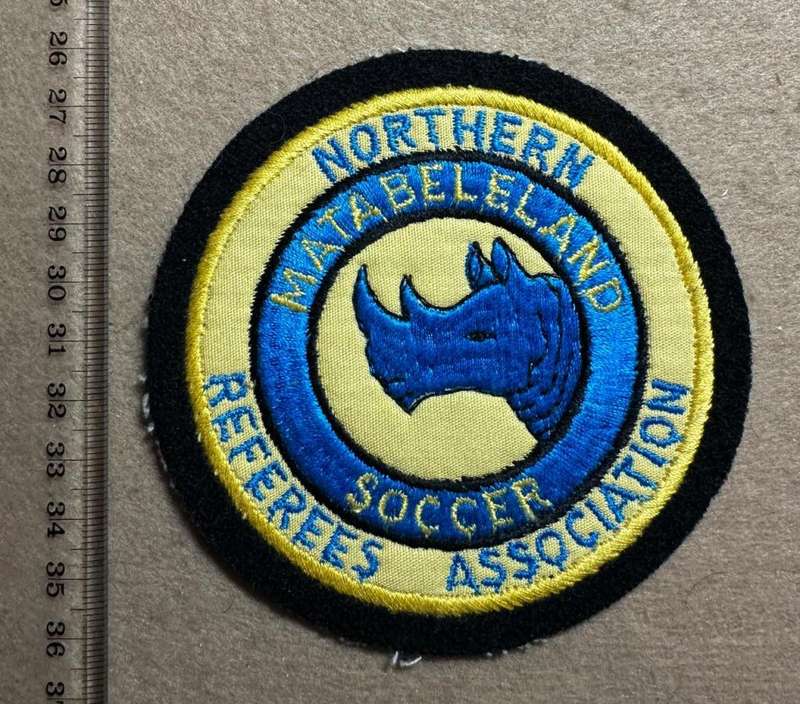 NORTHERN
MATABELELAND
SOCCER
REFEREES ASSOCIATION
26
27
28
29
30
31
32
33
34
35
36